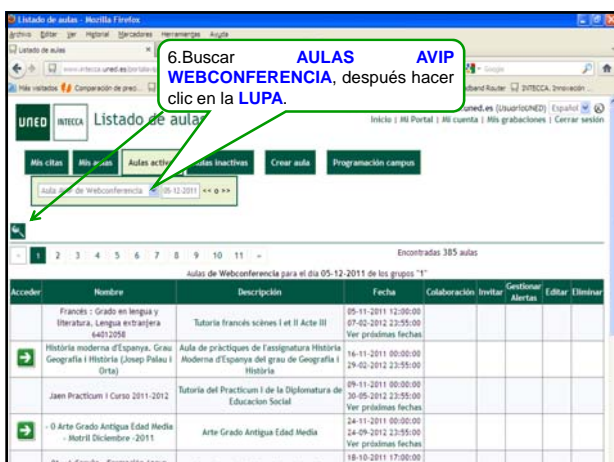 Listado de aulas - Mozilla Firefox
Archivo Editar Ver Historial Marcadores Herramientas Ayuda
Listado de aulas
6.Buscar AULAS AVIP
WEBCONFERENCIA, después hacer
clic en la LUPA.
Google
Más visitados Comparación de prec...
INTECCA. Innovación ...
uned.es (UsuarioUNED) Español
UNED INTECCA Listado de aulas
Inicio | Mi Portal | Mi cuenta | Mis grabaciones | Cerrar sesión
Mis citas Mis aulas Aulas activas Aulas inactivas Crear aula Programación campus
Aula AVIP de Webconferencia 05-12-2011 << o >>
1 2 3 4 5 6 7 8 9 10 11 »
Encontradas 385 aulas
Aulas de Webconferencia para el día 05-12-2011 de los grupos "1"
Acceder Nombre Descripción Fecha Colaboración Invitar Gestionar Alertas Editar Eliminar
Francés : Grado en lengua y
literatura, Lengua extranjera
64012058
Tutoria francés scènes I et II Acte III
05-11-2011 12:00:00
07-02-2012 23:55:00
Ver próximas fechas
Història moderna d'Espanya. Grau
Geografia i Història (Josep Palau i
Orta)
Aula de pràctiques de l'assignatura Història
Moderna d'Espanya del grau de Geografia i
Història
16-11-2011 00:00:00
29-02-2012 23:55:00
Jaen Practicum I Curso 2011-2012
Tutoria del Practicum I de la Diplomatura de
Educacion Social
09-11-2011 00:00:00
30-05-2012 23:55:00
Ver próximas fechas
- O Arte Grado Antigua Edad Media
- Motril Diciembre -2011
Arte Grado Antigua Edad Media
24-11-2011 00:00:00
24-09-2012 23:55:00
Ver próximas fechas
18-10-2011 17:00:00